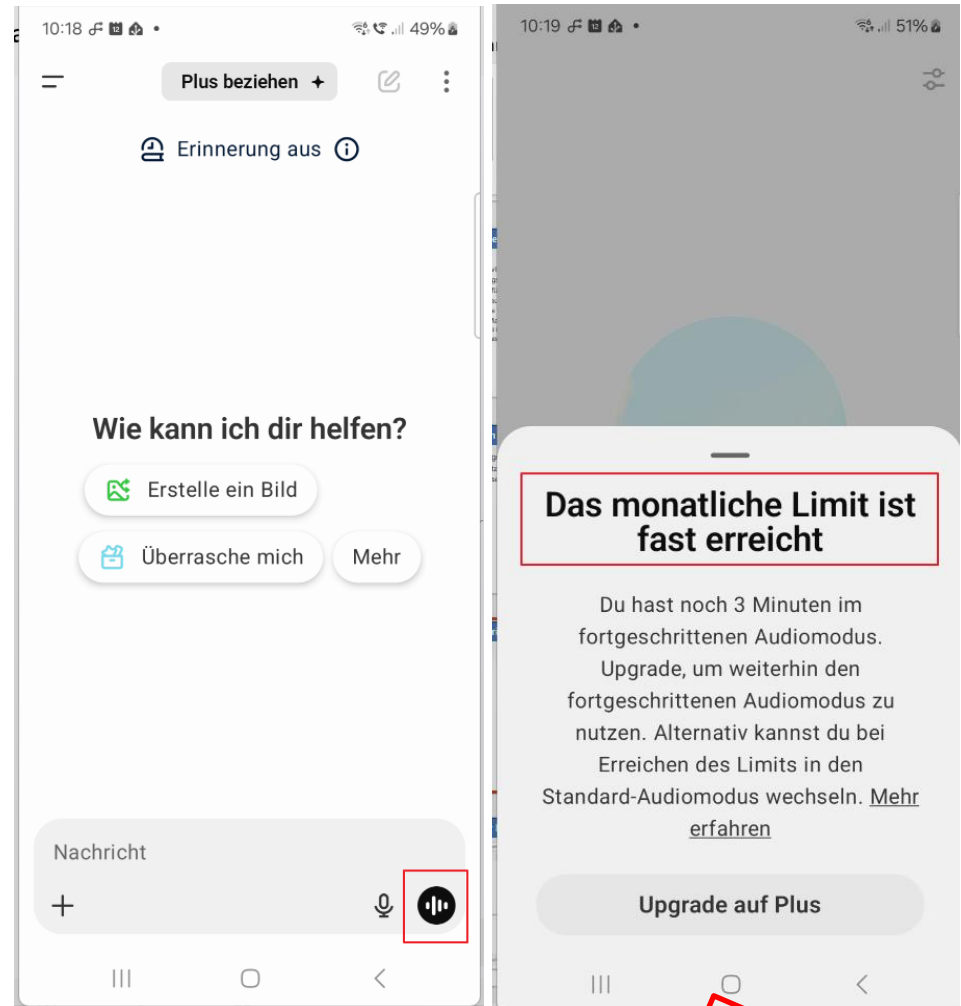 10:18
49%
Plus beziehen
Erinnerung aus
Wie kann ich dir helfen?
Erstelle ein Bild
Überrasche mich
Mehr
Nachricht
10:19
51%
Das monatliche Limit ist
fast erreicht
Du hast noch 3 Minuten im
fortgeschrittenen Audiomodus.
Upgrade, um weiterhin den
fortgeschrittenen Audiomodus zu
nutzen. Alternativ kannst du bei
Erreichen des Limits in den
Standard-Audiomodus wechseln. Mehr
erfahren
Upgrade auf Plus